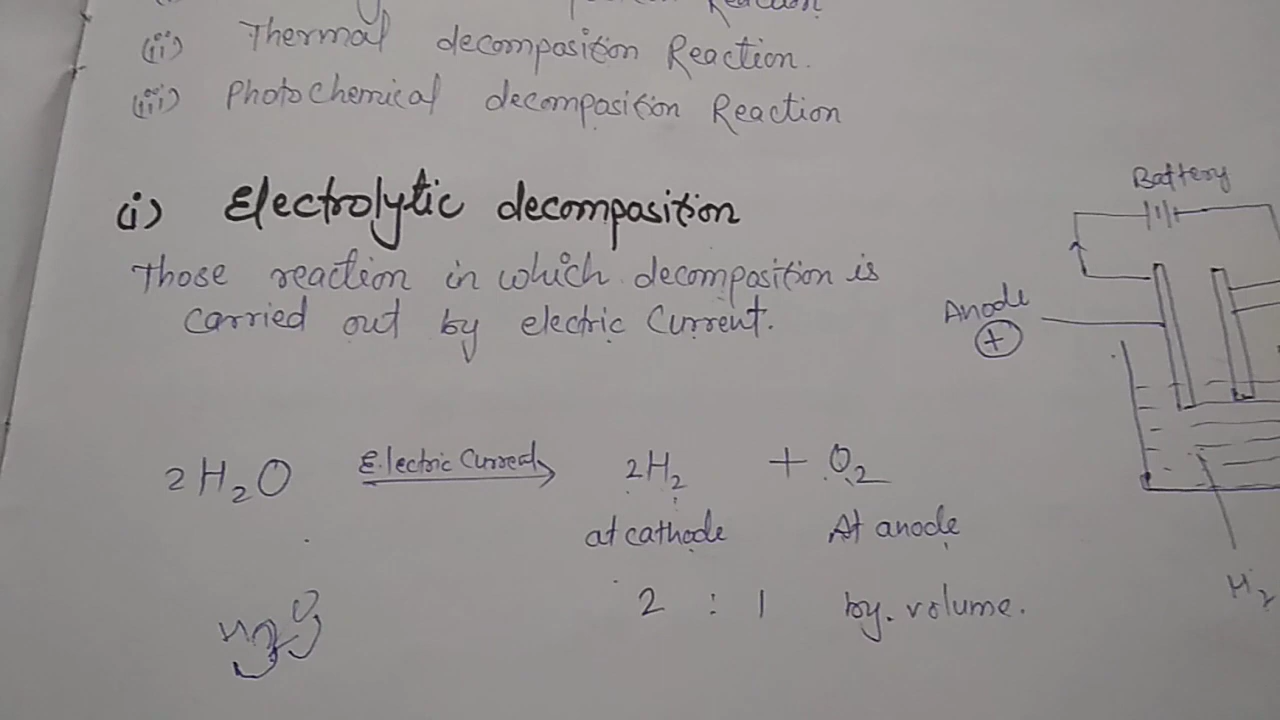 Reaction.
(ii) Thermal decomposition Reaction.
(iii) Photochemical decomposition Reaction
(i) Electrolytic decomposition
Those reaction in which decomposition is
carried out by electric Current.
Battery
Anode
+
2H₂O Electric Current 2H₂ + O₂
at cathode At anode
2 : 1 by. volume.
H₂